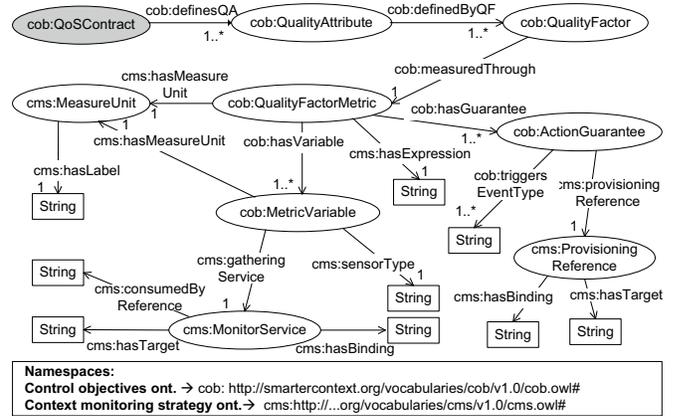 cob:QoSContract
cob:definesQA
1..*
cob:QualityAttribute
cob:definedByQF
1..*
cob:QualityFactor
cob:measuredThrough
1
cms:MeasureUnit
cms:hasMeasure
Unit
1
cob:QualityFactorMetric
cob:hasGuarantee
1..*
cob:ActionGuarantee
1
cms:hasMeasureUnit
cob:hasVariable
1..*
cms:hasExpression
1
String
cms:hasLabel
1
String
cob:triggers
EventType
1..*
String
cms:provisioning
Reference
1
cob:MetricVariable
cms:Provisioning
Reference
cms:gathering
Service
1
cms:sensorType
1
String
cms:hasBinding
String
cms:hasTarget
String
String
cms:consumedBy
Reference
String
cms:hasTarget
cms:MonitorService
cms:hasBinding
String
Namespaces:
Control objectives ont. → cob: http://smartercontext.org/vocabularies/cob/v1.0/cob.owl#
Context monitoring strategy ont.→ cms:http://...org/vocabularies/cms/v1.0/cms.owl#